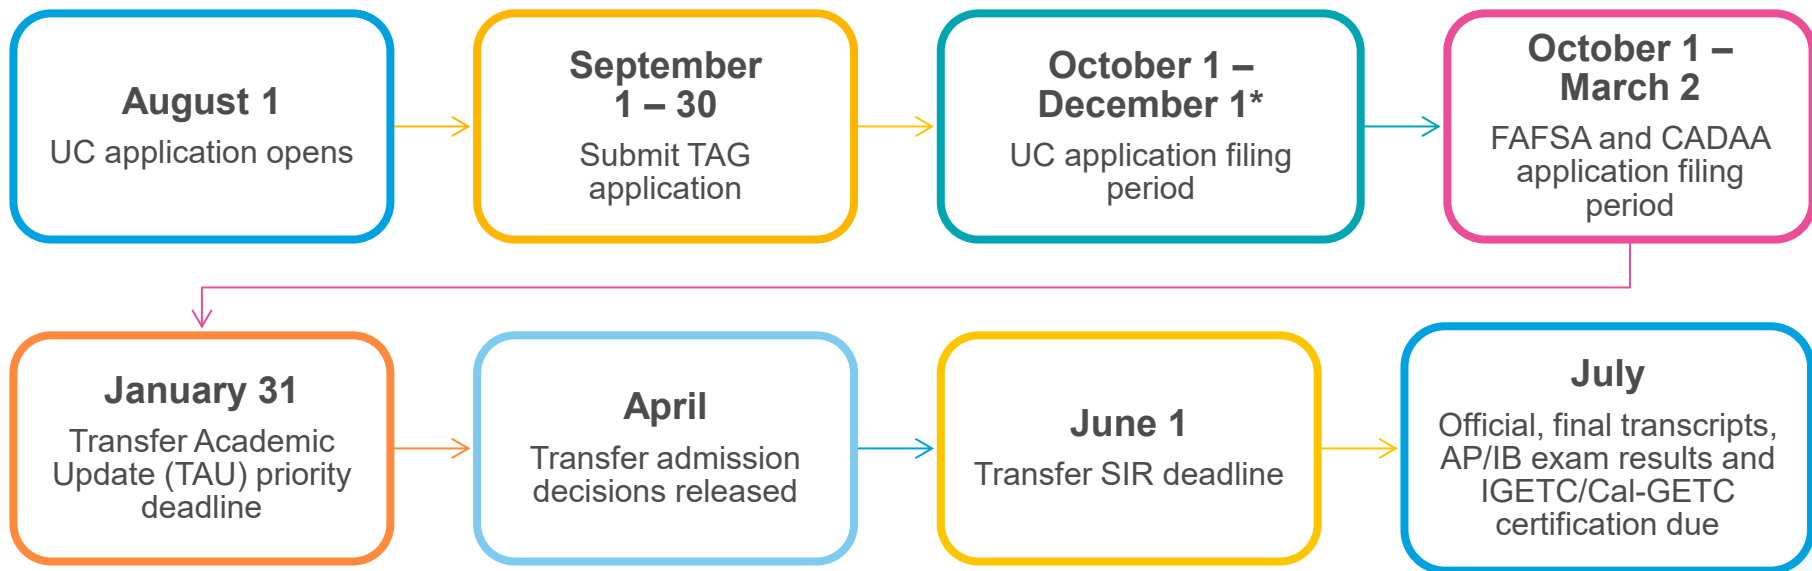 August 1
UC application opens
September
1 – 30
Submit TAG
application
October 1 –
December 1*
UC application filing
period
October 1 –
March 2
FAFSA and CADAA
application filing
period
January 31
Transfer Academic
Update (TAU) priority
deadline
April
Transfer admission
decisions released
June 1
Transfer SIR deadline
July
Official, final transcripts,
AP/IB exam results and
IGETC/Cal-GETC
certification due